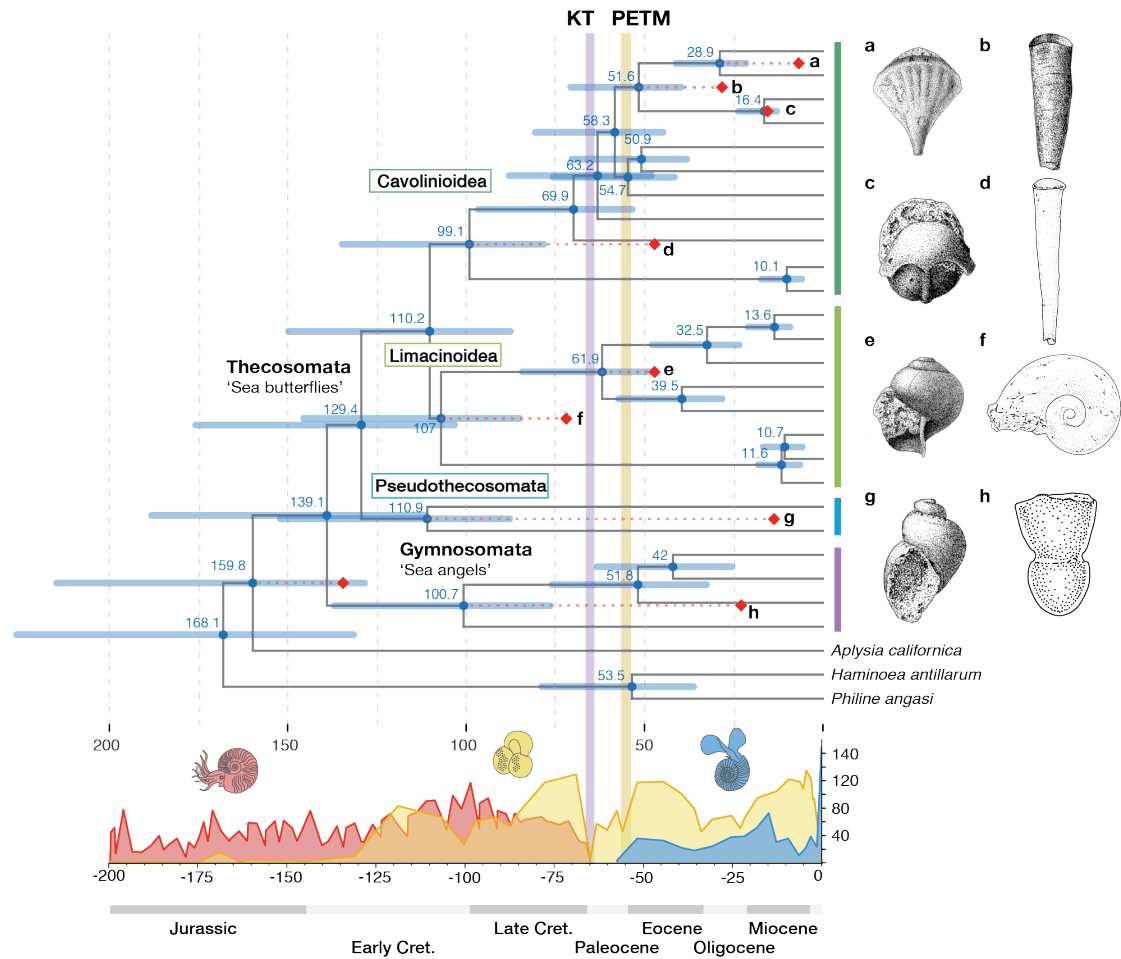 KT PETM
a
b
28.9
a
51.6
b
16.4
c
58.3
50.9
63.2
54.7
Cavolinioidea
69.9
c
d
99.1
d
10.1
110.2
13.6
32.5
Limacinoidea
61.9
e
e
f
Thecosomata
‘Sea butterflies’
39.5
129.4
f
107
10.7
11.6
Pseudothecosomata
110.9
g
139.1
g
h
Gymnosomata
‘Sea angels’
42
159.8
51.8
100.7
h
168.1
Aplysia californica
Haminoea antillarum
53.5
Philine angasi
200 150 100 50
140
120
80
40
-200 -175 -150 -125 -100 -75 -50 -25 0
Jurassic Late Cret. Eocene Miocene
Early Cret. Paleocene Oligocene